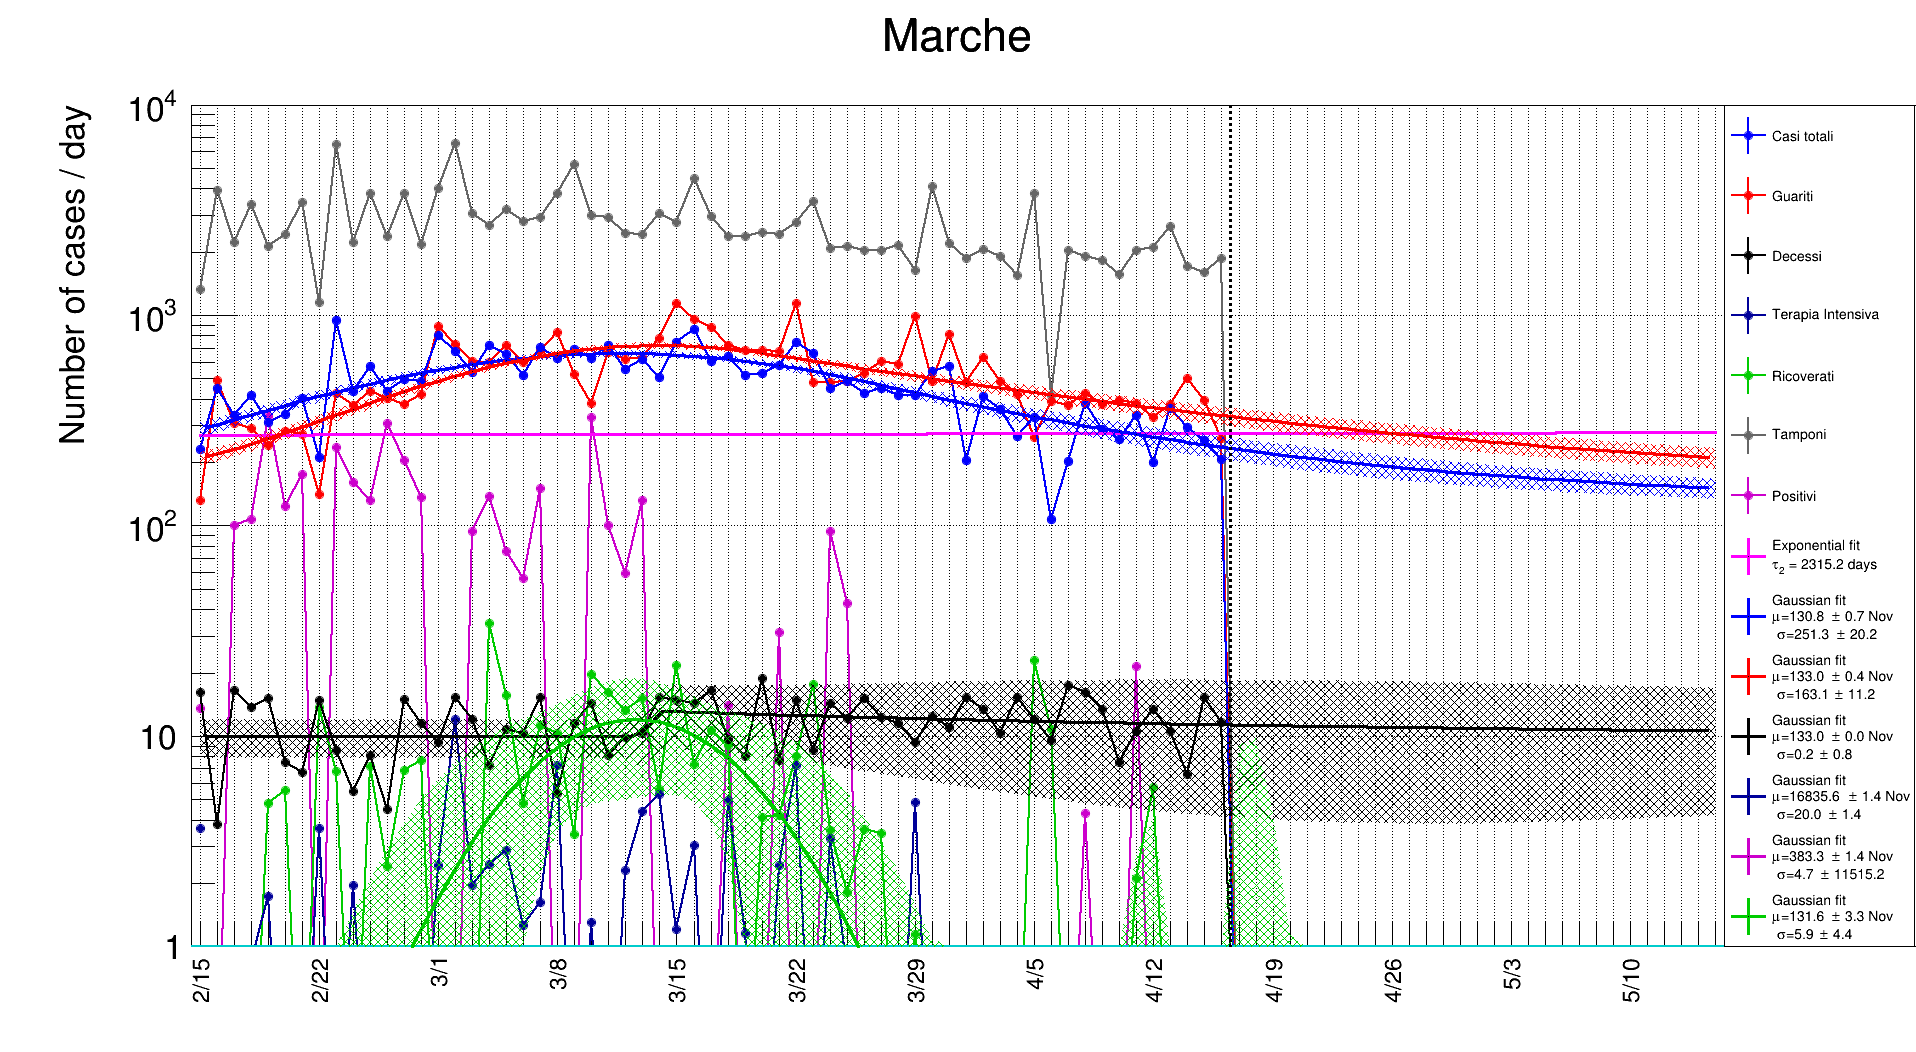 Marche
Number of cases / day
10⁴
10³
10²
10
1
2/15
2/22
3/1
3/8
3/15
3/22
3/29
4/5
4/12
4/19
4/26
5/3
5/10
Casi totali
Guariti
Decessi
Terapia Intensiva
Ricoverati
Tamponi
Positivi
Exponential fit
τ₂ = 2315.2 days
Gaussian fit
μ=130.8 ± 0.7 Nov
σ=251.3 ± 20.2
Gaussian fit
μ=133.0 ± 0.4 Nov
σ=163.1 ± 11.2
Gaussian fit
μ=133.0 ± 0.0 Nov
σ=0.2 ± 0.8
Gaussian fit
μ=16835.6 ± 1.4 Nov
σ=20.0 ± 1.4
Gaussian fit
μ=383.3 ± 1.4 Nov
σ=4.7 ± 11515.2
Gaussian fit
μ=131.6 ± 3.3 Nov
σ=5.9 ± 4.4